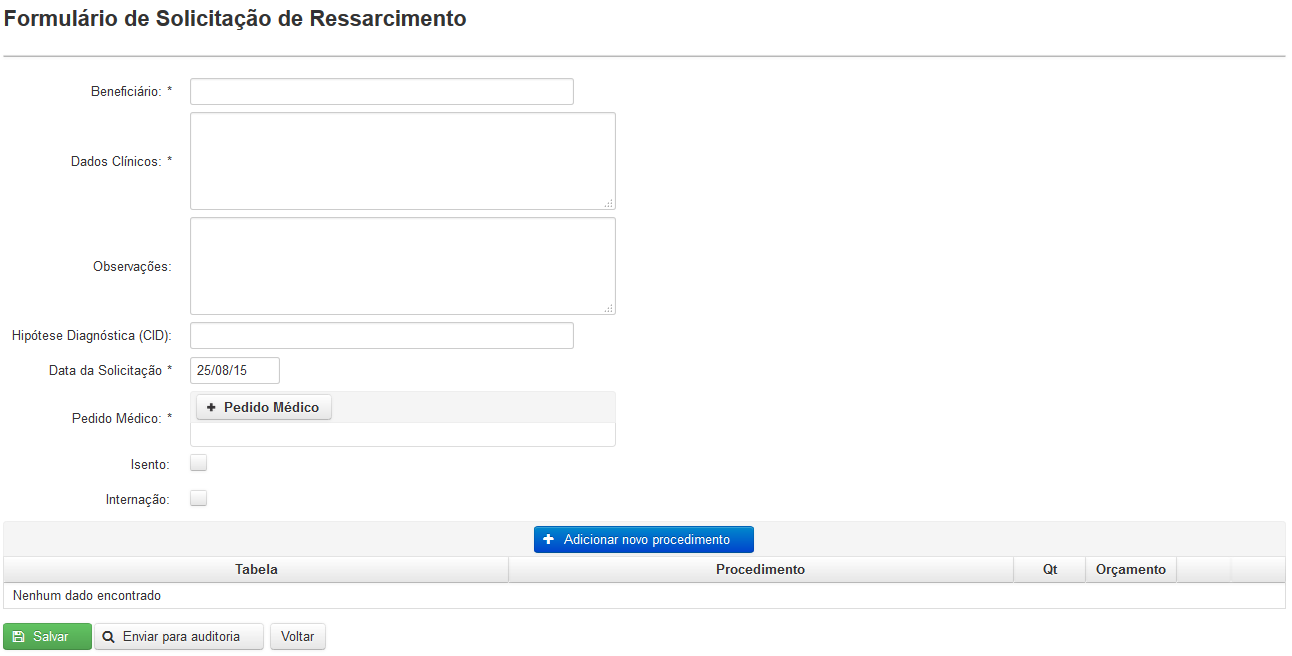 Formulário de Solicitação de Ressarcimento
Beneficiário: *
Dados Clínicos: *
Observações:
Hipótese Diagnóstica (CID):
Data da Solicitação * 25/08/15
Pedido Médico: * Pedido Médico
Isento:
Internação:
Adicionar novo procedimento
Tabela Procedimento Qt Orçamento
Nenhum dado encontrado
Salvar Enviar para auditoria Voltar